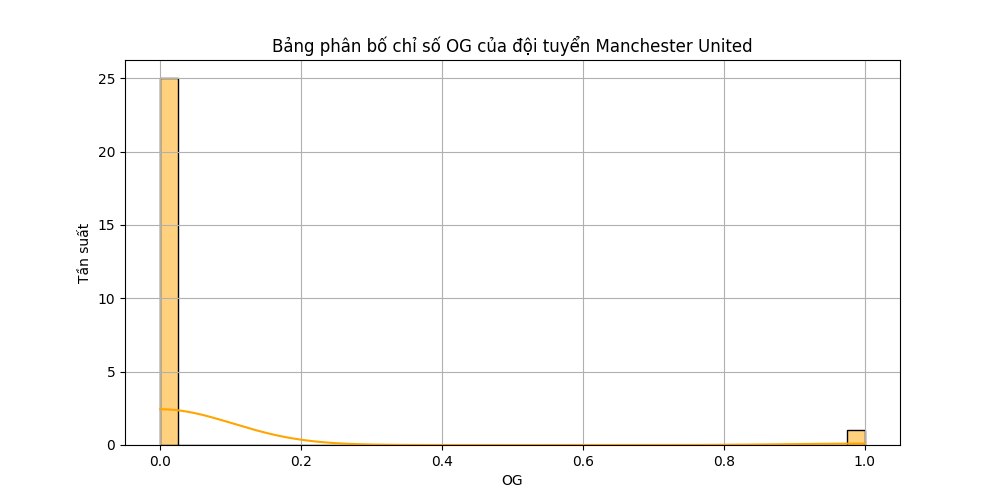 Bảng phân bố chỉ số OG của đội tuyển Manchester United
Tần suất
25
20
15
10
5
0
0.0 0.2 0.4 0.6 0.8 1.0
OG